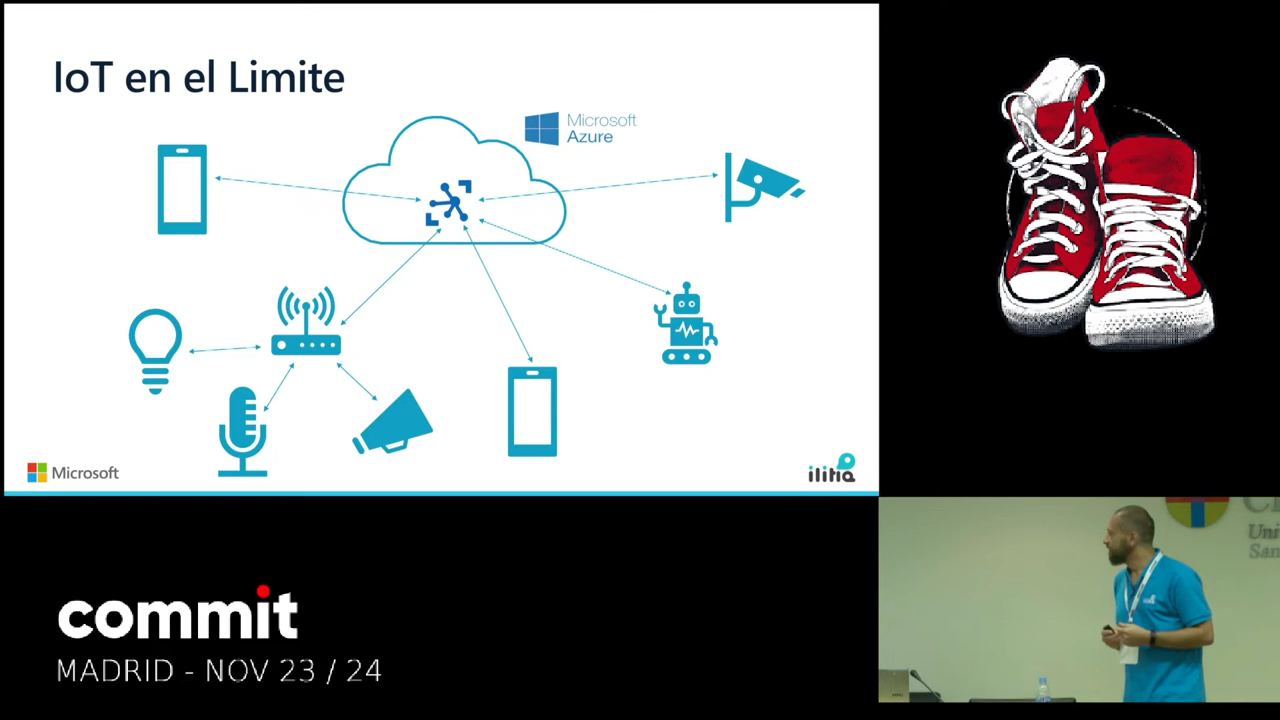 IoT en el Limite
Microsoft
Azure
Microsoft
ilitia
commit
MADRID - NOV 23 / 24